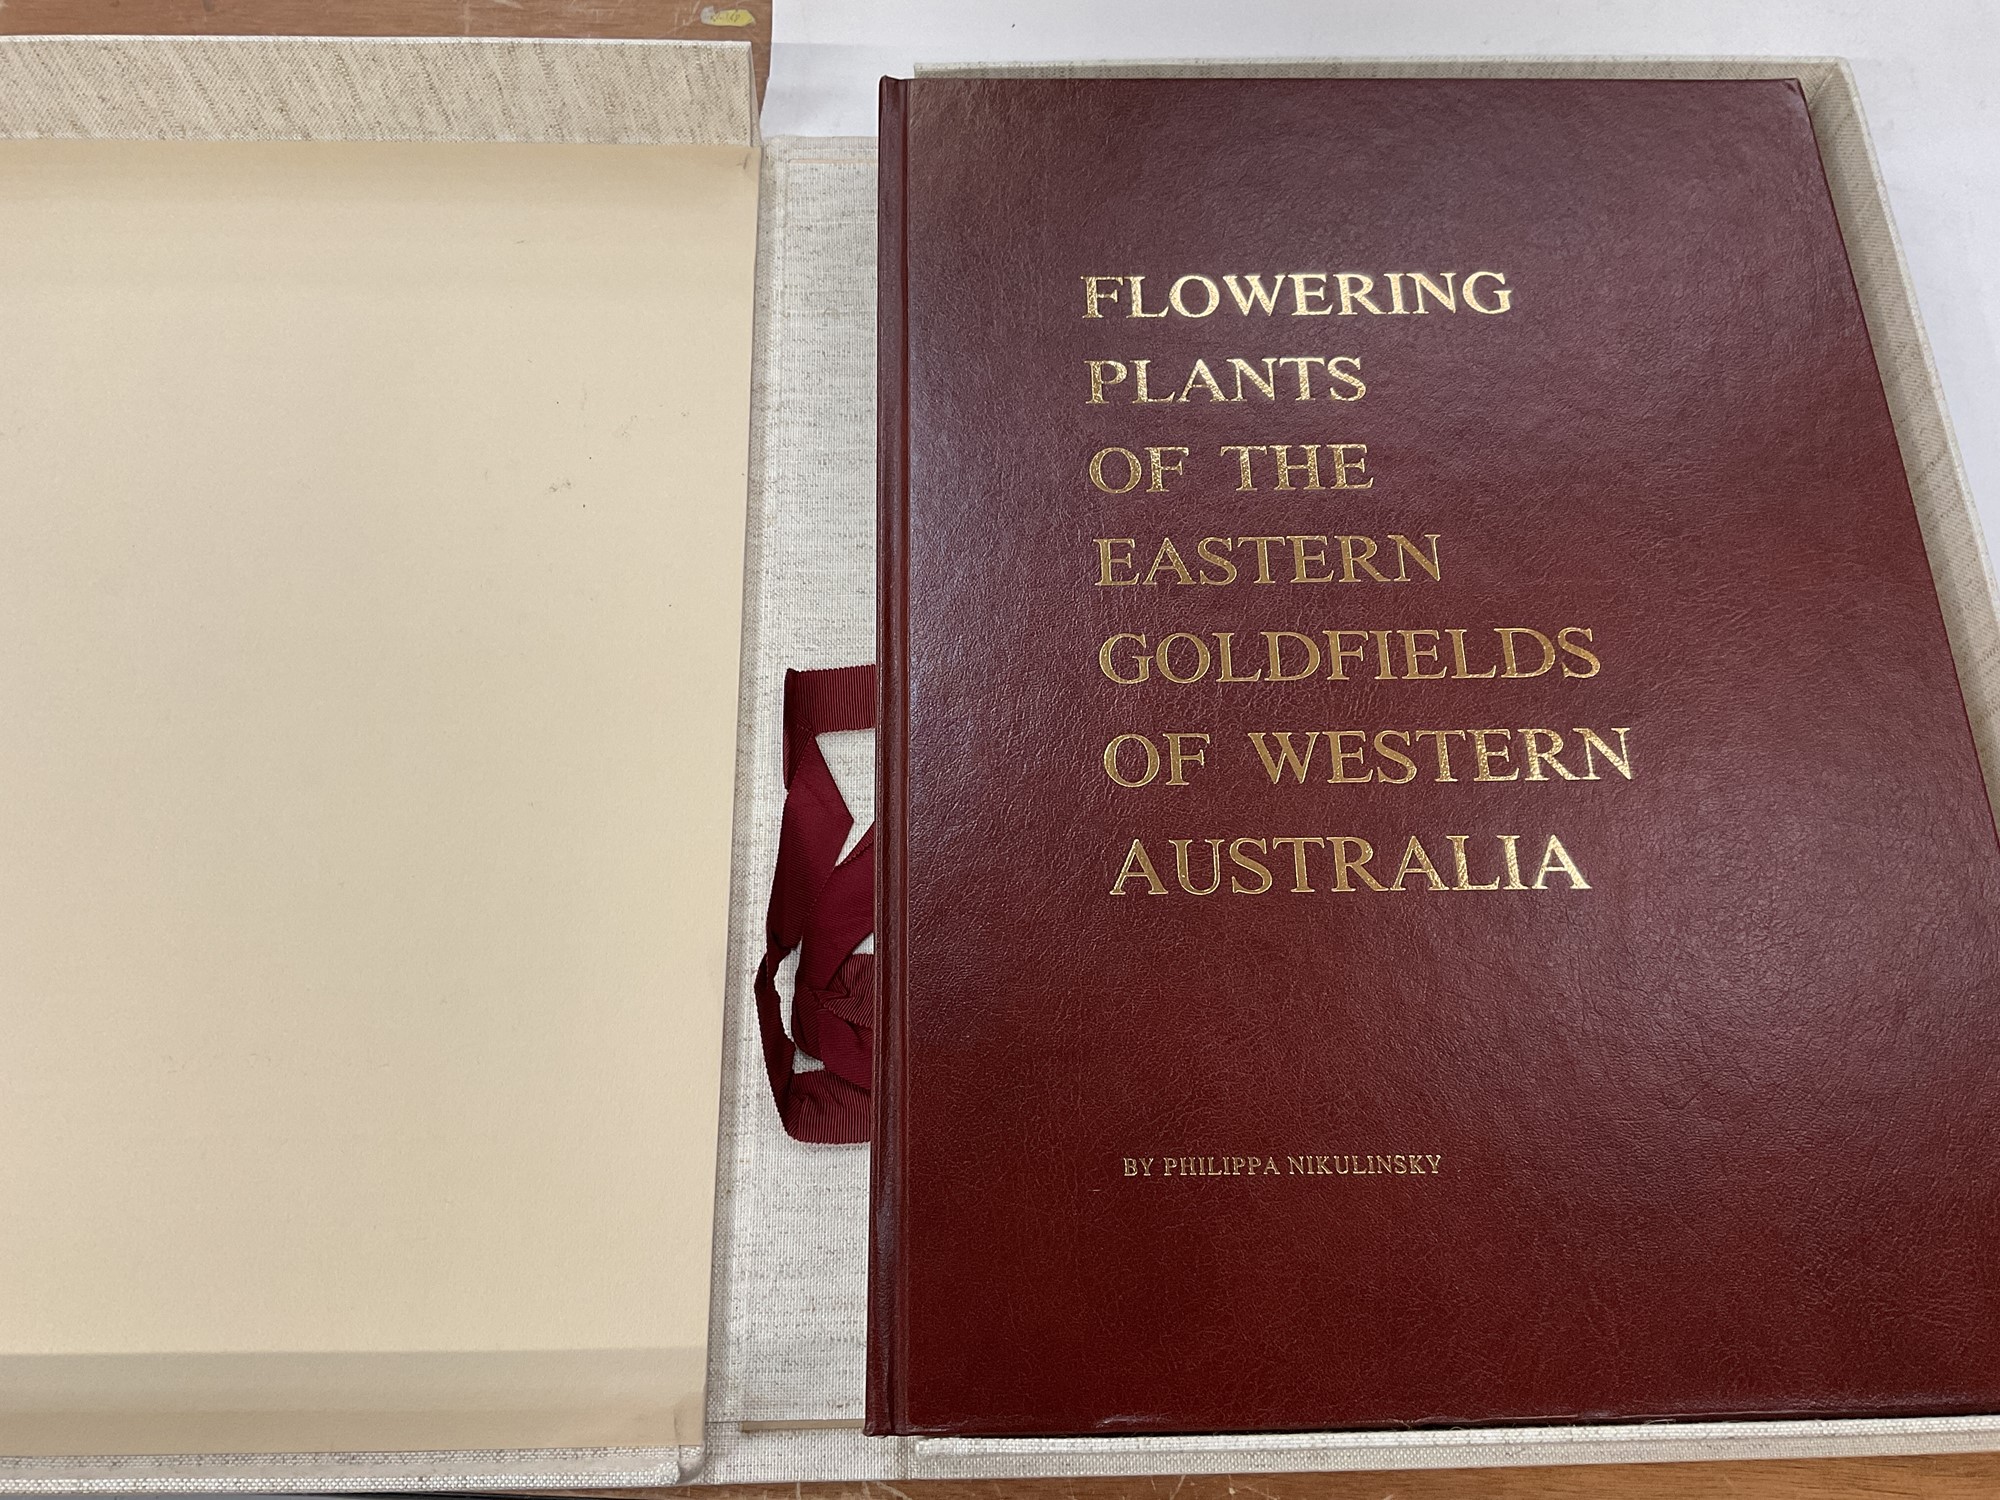 FLOWERING
PLANTS
OF THE
EASTERN
GOLDFIELDS
OF WESTERN
AUSTRALIA
BY PHILIPPA NIKULINSKY